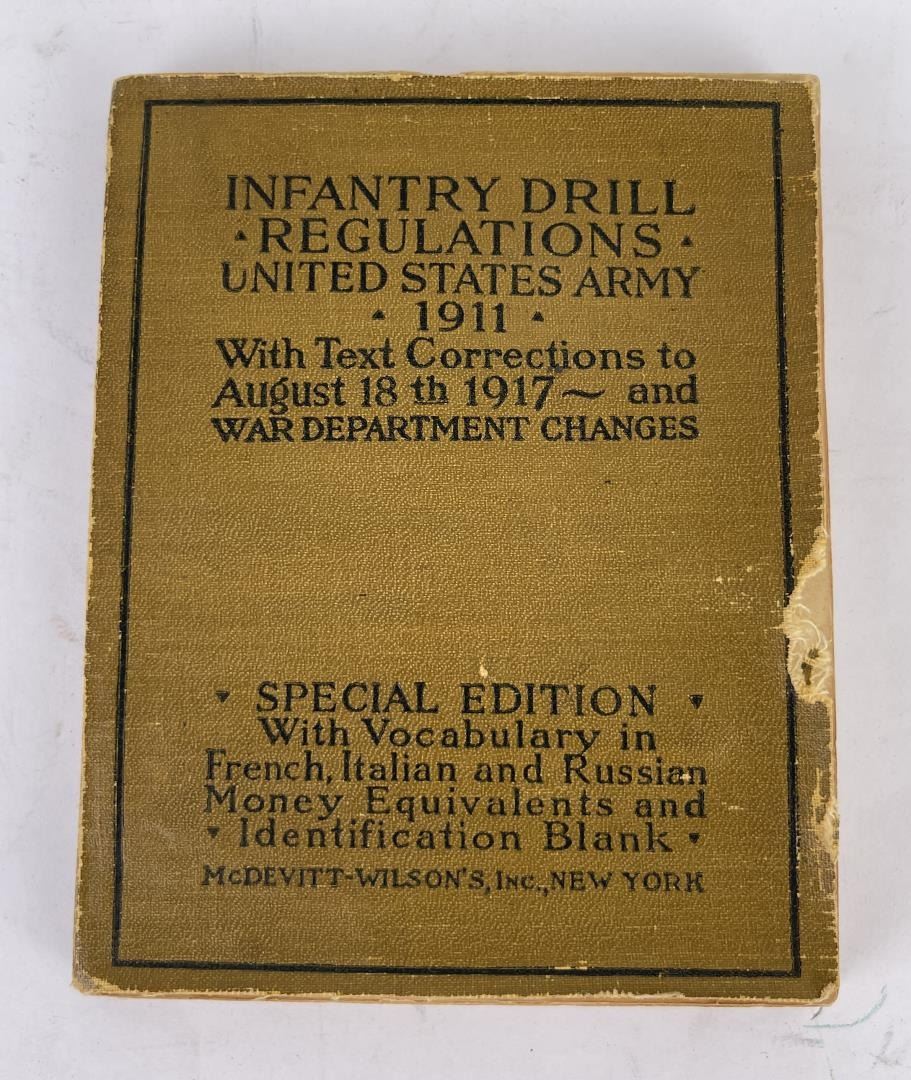 INFANTRY DRILL
REGULATIONS
UNITED STATES ARMY
1911
With Text Corrections to
August 18 th 1917~ and
WAR DEPARTMENT CHANGES
SPECIAL EDITION
With Vocabulary in
French, Italian and Russian
Money Equivalents and
Identification Blank
McDEVITT-WILSON'S, INC., NEW YORK